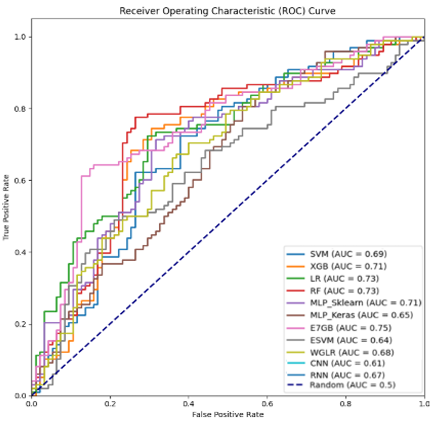 Receiver Operating Characteristic (ROC) Curve
1.0
0.8
0.6
0.4
0.2
0.0
True Positive Rate
SVM (AUC = 0.69)
XGB (AUC = 0.71)
LR (AUC = 0.73)
RF (AUC = 0.73)
MLP_Sklearn (AUC = 0.71)
MLP_Keras (AUC = 0.65)
E7GB (AUC = 0.75)
ESVM (AUC = 0.64)
WGLR (AUC = 0.68)
CNN (AUC = 0.61)
RNN (AUC = 0.67)
Random (AUC = 0.5)
0.0 0.2 0.4 0.6 0.8 1.0
False Positive Rate